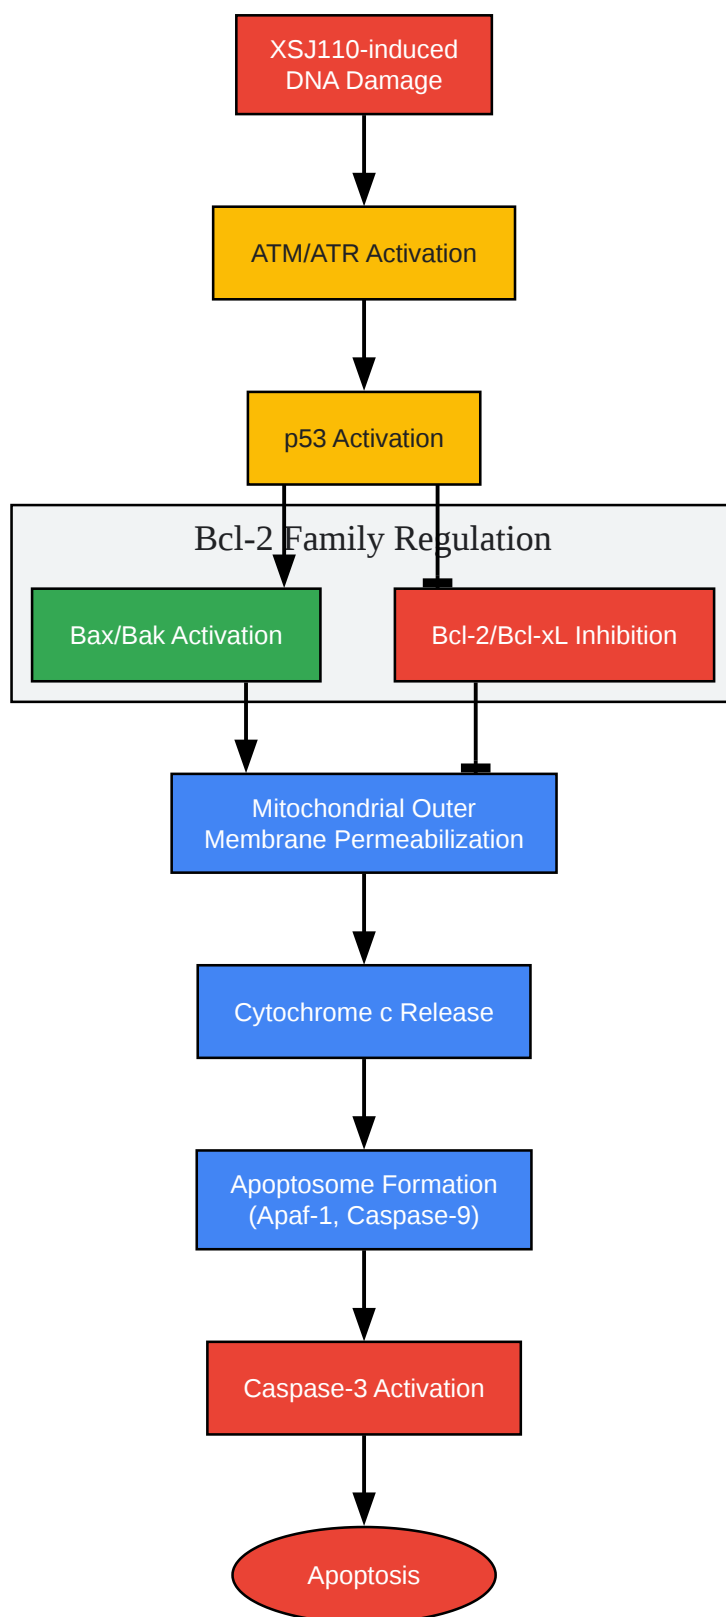 XSJ110-induced
DNA Damage
ATM/ATR Activation
p53 Activation
Bcl-2 Family Regulation
Bax/Bak Activation
Bcl-2/Bcl-xL Inhibition
Mitochondrial Outer
Membrane Permeabilization
Cytochrome c Release
Apoptosome Formation
(Apaf-1, Caspase-9)
Caspase-3 Activation
Apoptosis